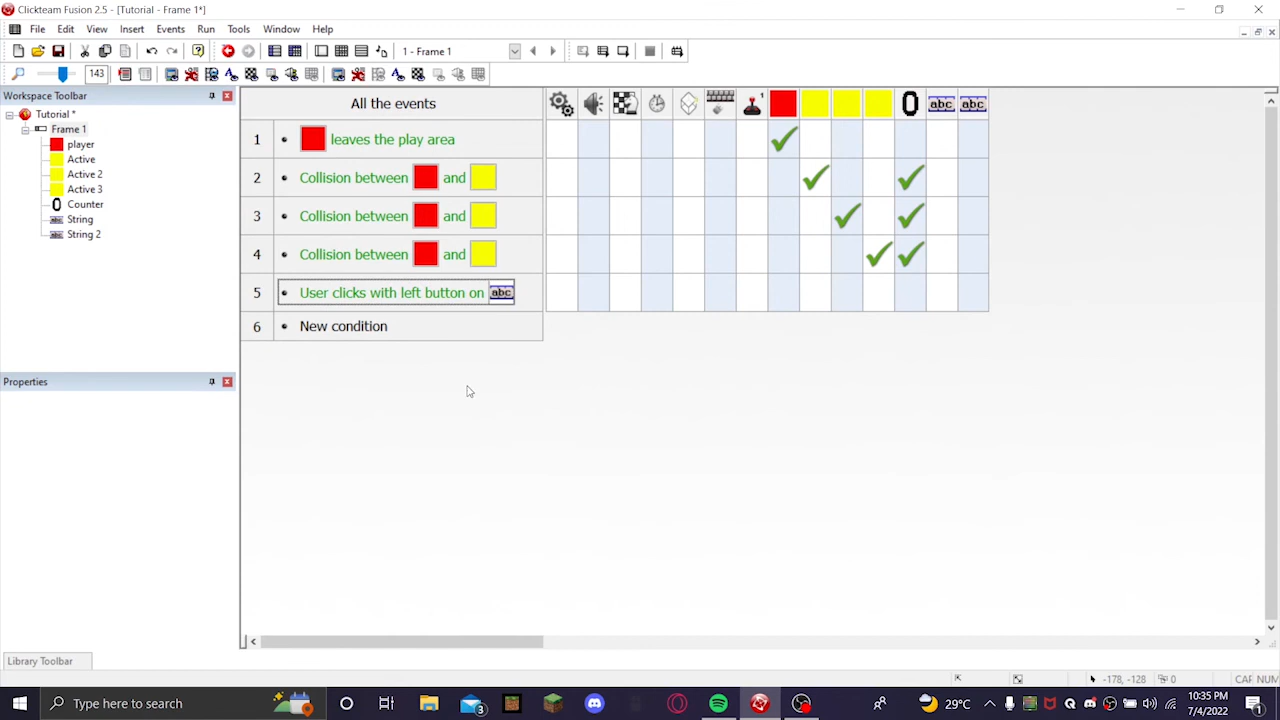 Clickteam Fusion 2.5 - [Tutorial - Frame 1*]
File Edit View Insert Events Run Tools Window Help
1 - Frame 1
143
Workspace Toolbar
Tutorial *
Frame 1
player
Active
Active 2
Active 3
Counter
String
String 2
Properties
Library Toolbar
All the events
1 leaves the play area
2 Collision between and
3 Collision between and
4 Collision between and
5 User clicks with left button on abc
6 New condition
1
0 abc abc
-178, -128 0 CAP NUM
Type here to search
3
29°C
10:35 PM
7/4/2022
1